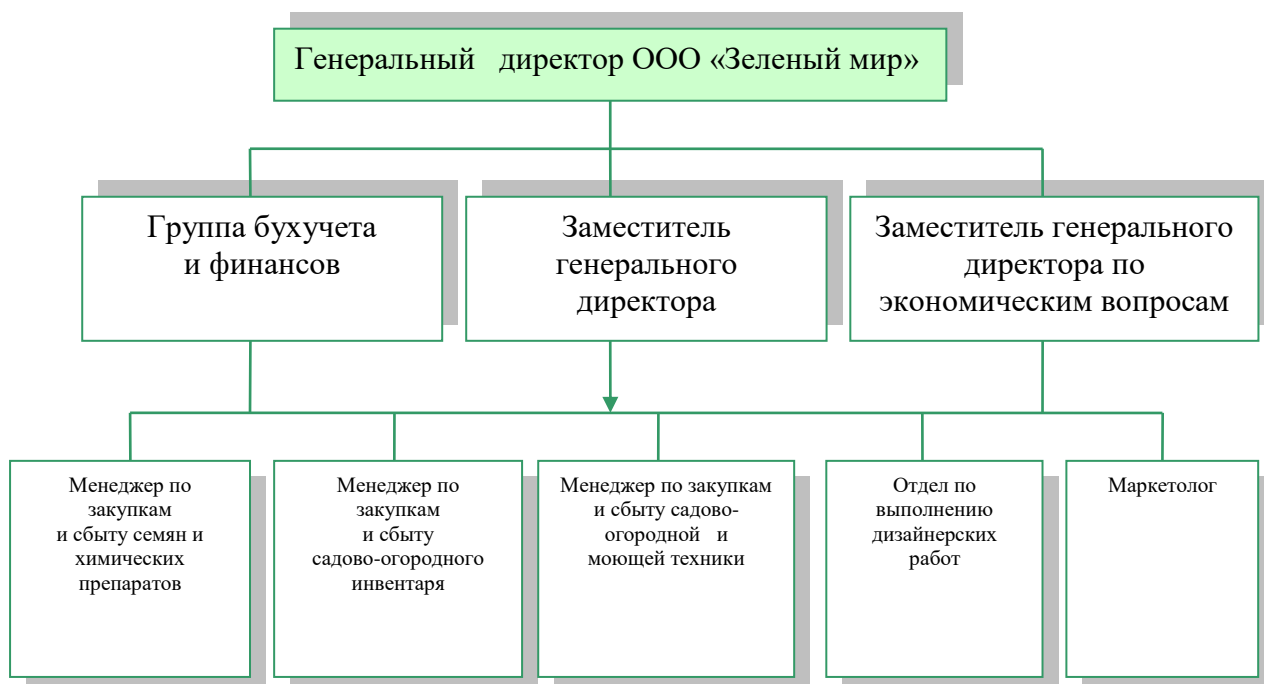 Генеральный директор ООО «Зеленый мир»
Группа бухучета
и финансов
Заместитель
генерального
директора
Заместитель генерального
директора по
экономическим вопросам
Менеджер по
закупкам
и сбыту семян и
химических
препаратов
Менеджер по
закупкам
и сбыту
садово-огородного
инвентаря
Менеджер по закупкам
и сбыту садово-
огородной и
моющей техники
Отдел по
выполнению
дизайнерских
работ
Маркетолог